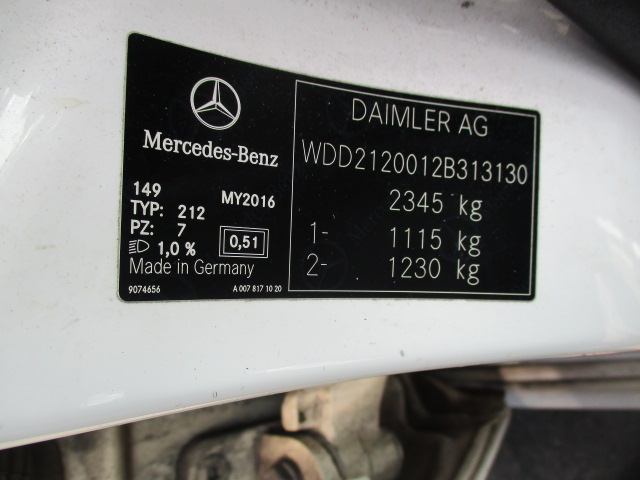 Mercedes-Benz
149 MY2016
TYP: 212
PZ: 7
1,0 % 0,51
Made in Germany
9074656 A 007 817 10 20
DAIMLER AG
WDD2120012B313130
2345 kg
1- 1115 kg
2- 1230 kg